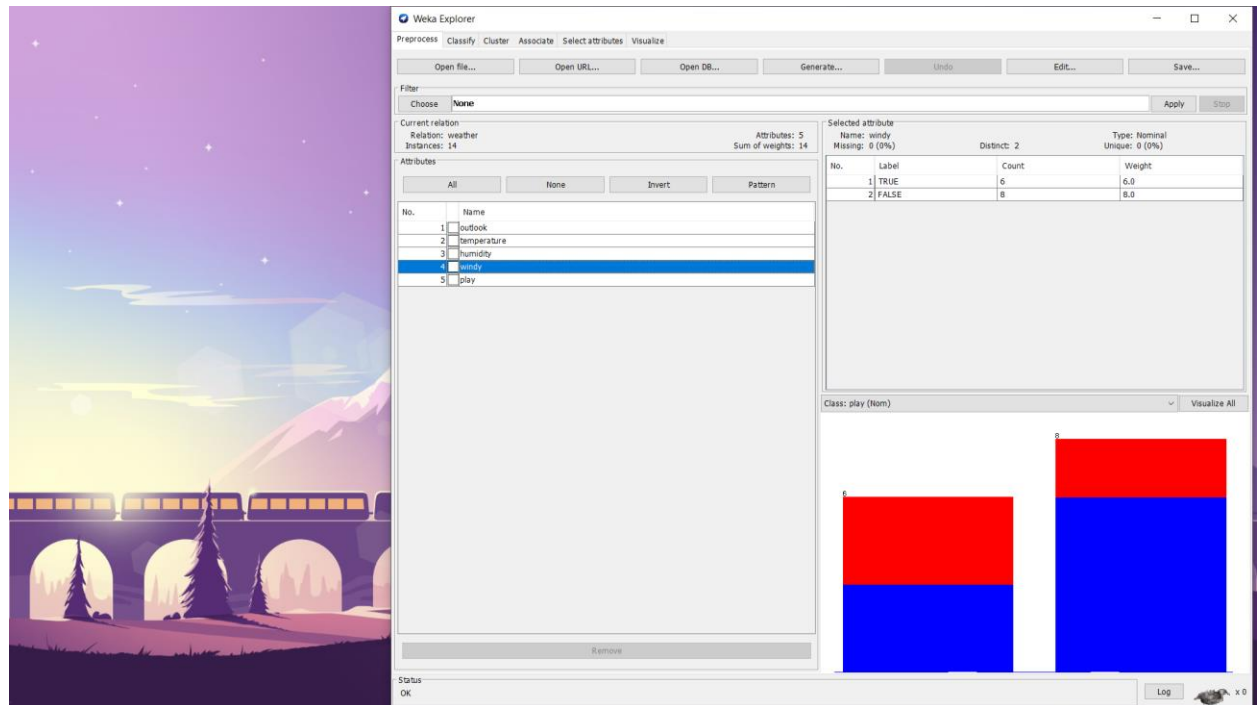 Weka Explorer
Preprocess Classify Cluster Associate Select attributes Visualize
Open file... Open URL... Open DB... Generate... Undo Edit... Save...
Filter
Choose None Apply Stop
Current relation
Relation: weather Attributes: 5
Instances: 14 Sum of weights: 14
Attributes
All None Invert Pattern
No. Name
1 outlook
2 temperature
3 humidity
4 windy
5 play
Remove
Selected attribute
Name: windy Type: Nominal
Missing: 0 (0%) Distinct: 2 Unique: 0 (0%)
No. Label Count Weight
1 TRUE 6 6.0
2 FALSE 8 8.0
Class: play (Nom) Visualize All
8
6
Status
OK Log x 0